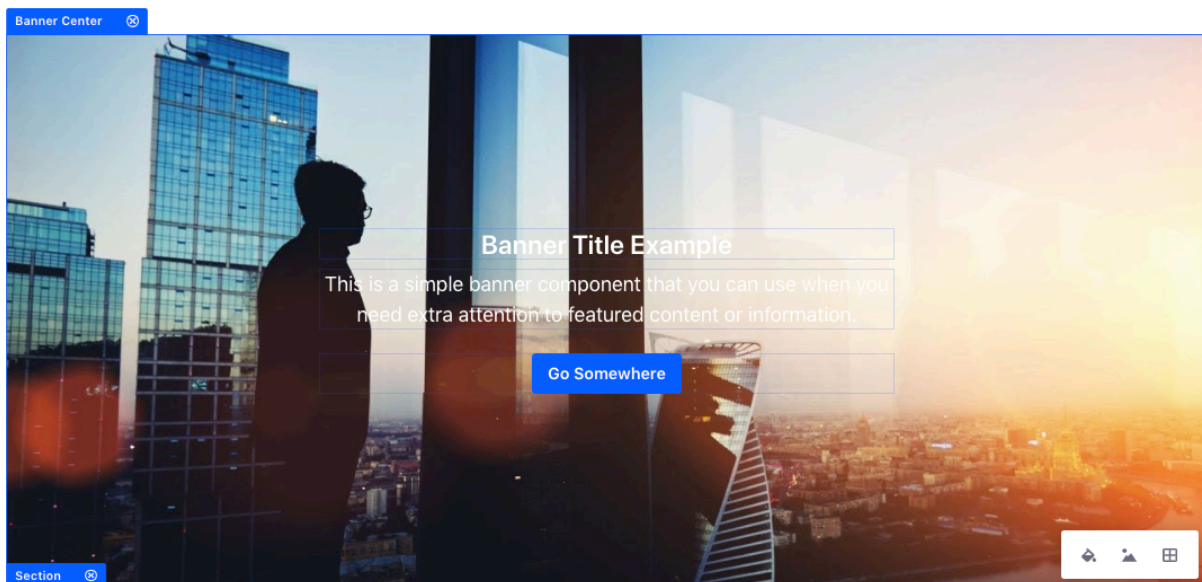 Banner Center
Banner Title Example
This is a simple banner component that you can use when you
need extra attention to featured content or information.
Go Somewhere
Section